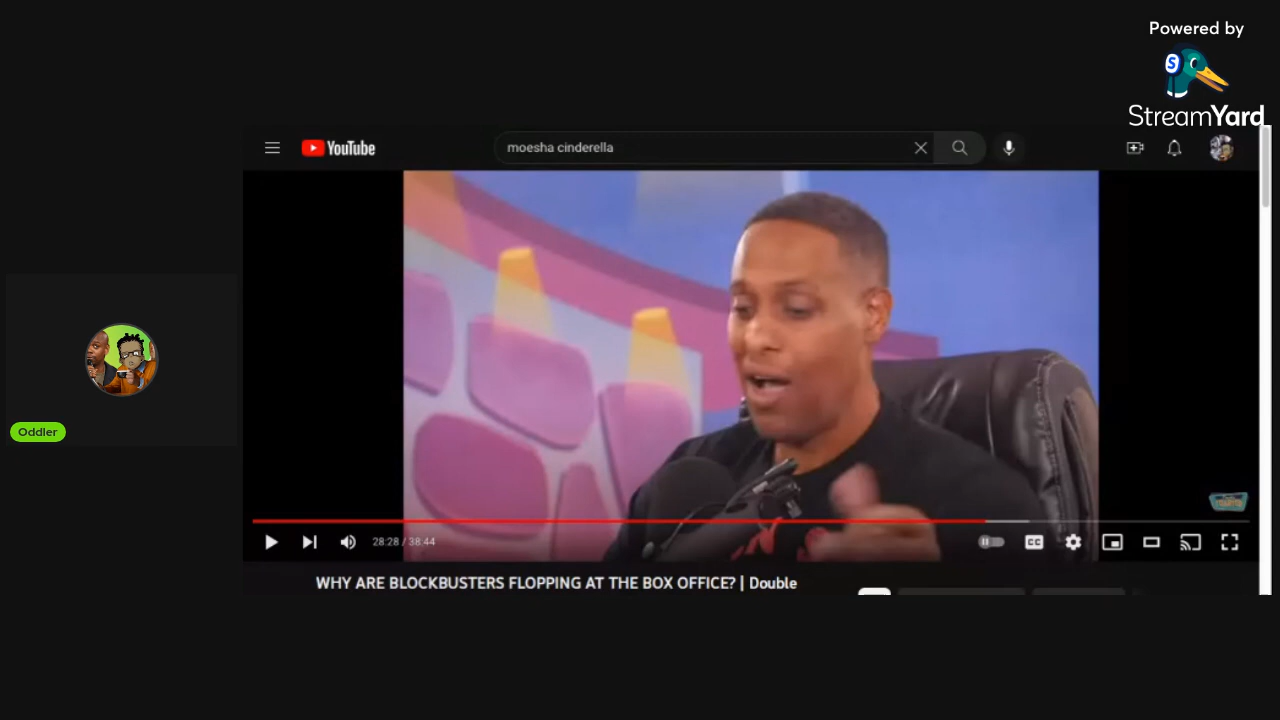 Powered by
StreamYard
YouTube
moesha cinderella
28:28 / 38:44
CC
WHY ARE BLOCKBUSTERS FLOPPING AT THE BOX OFFICE? | Double
Oddler